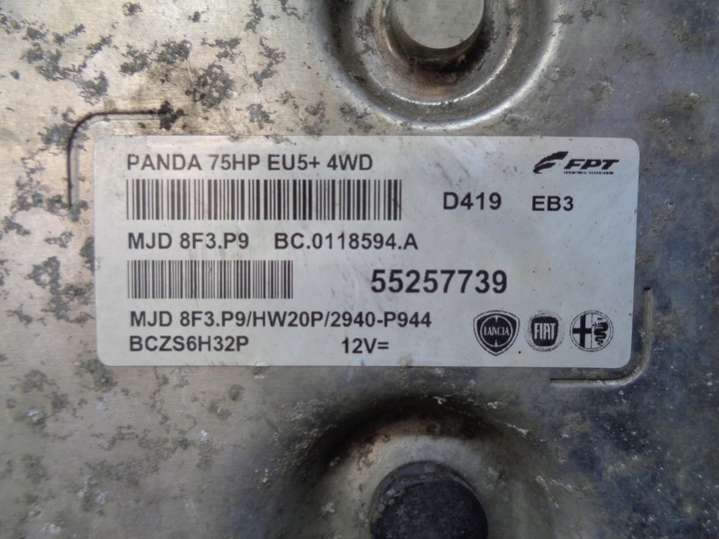 PANDA 75HP EU5+ 4WD
FPT
D419 EB3
MJD 8F3.P9 BC.0118594.A
55257739
MJD 8F3.P9/HW20P/2940-P944
LANCIA FIAT
BCZS6H32P 12V=